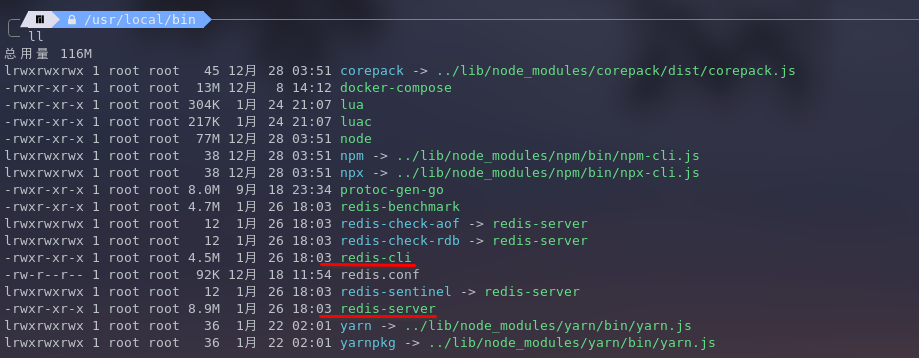 /usr/local/bin
ll
总用量 116M
lrwxrwxrwx 1 root root 45 12月 28 03:51 corepack -> ../lib/node_modules/corepack/dist/corepack.js
-rwxr-xr-x 1 root root 13M 12月 8 14:12 docker-compose
-rwxr-xr-x 1 root root 304K 1月 24 21:07 lua
-rwxr-xr-x 1 root root 217K 1月 24 21:07 luac
-rwxr-xr-x 1 root root 77M 12月 28 03:51 node
lrwxrwxrwx 1 root root 38 12月 28 03:51 npm -> ../lib/node_modules/npm/bin/npm-cli.js
lrwxrwxrwx 1 root root 38 12月 28 03:51 npx -> ../lib/node_modules/npm/bin/npx-cli.js
-rwxr-xr-x 1 root root 8.0M 9月 18 23:34 protoc-gen-go
-rwxr-xr-x 1 root root 4.7M 1月 26 18:03 redis-benchmark
lrwxrwxrwx 1 root root 12 1月 26 18:03 redis-check-aof -> redis-server
lrwxrwxrwx 1 root root 12 1月 26 18:03 redis-check-rdb -> redis-server
-rwxr-xr-x 1 root root 4.5M 1月 26 18:03 redis-cli
-rw-r--r-- 1 root root 92K 12月 18 11:54 redis.conf
lrwxrwxrwx 1 root root 12 1月 26 18:03 redis-sentinel -> redis-server
-rwxr-xr-x 1 root root 8.9M 1月 26 18:03 redis-server
lrwxrwxrwx 1 root root 36 1月 22 02:01 yarn -> ../lib/node_modules/yarn/bin/yarn.js
lrwxrwxrwx 1 root root 36 1月 22 02:01 yarnpkg -> ../lib/node_modules/yarn/bin/yarn.js